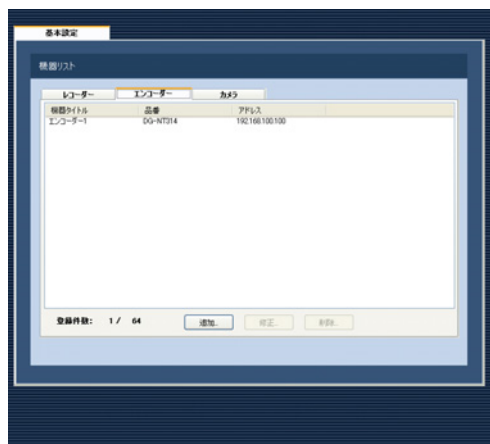 基本設定
機器リスト
レコーダー エンコーダー カメラ
機器タイトル 品番 アドレス
エンコーダー1 DG-NT314 192.168.100.100
登録件数: 1 / 64 追加... 修正... 削除...